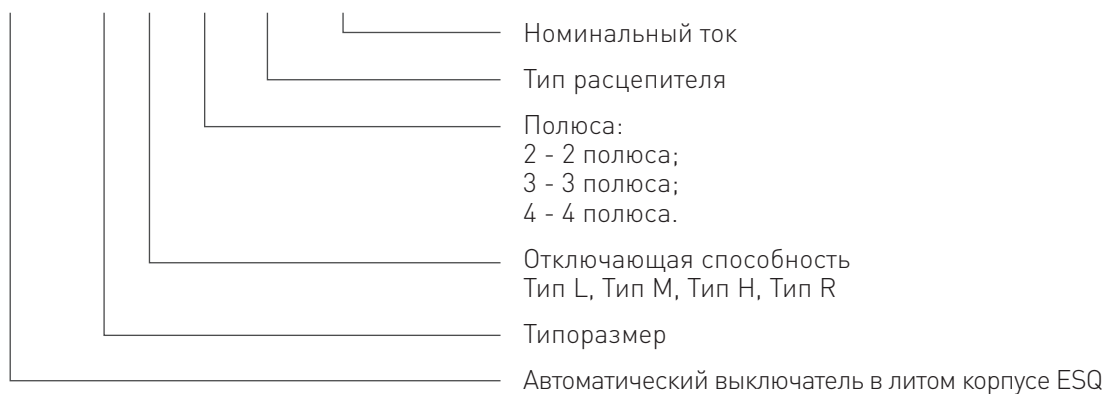 Номинальный ток
Тип расцепителя
Полюса:
2 - 2 полюса;
3 - 3 полюса;
4 - 4 полюса.
Отключающая способность
Тип L, Тип M, Тип H, Тип R
Типоразмер
Автоматический выключатель в литом корпусе ESQ